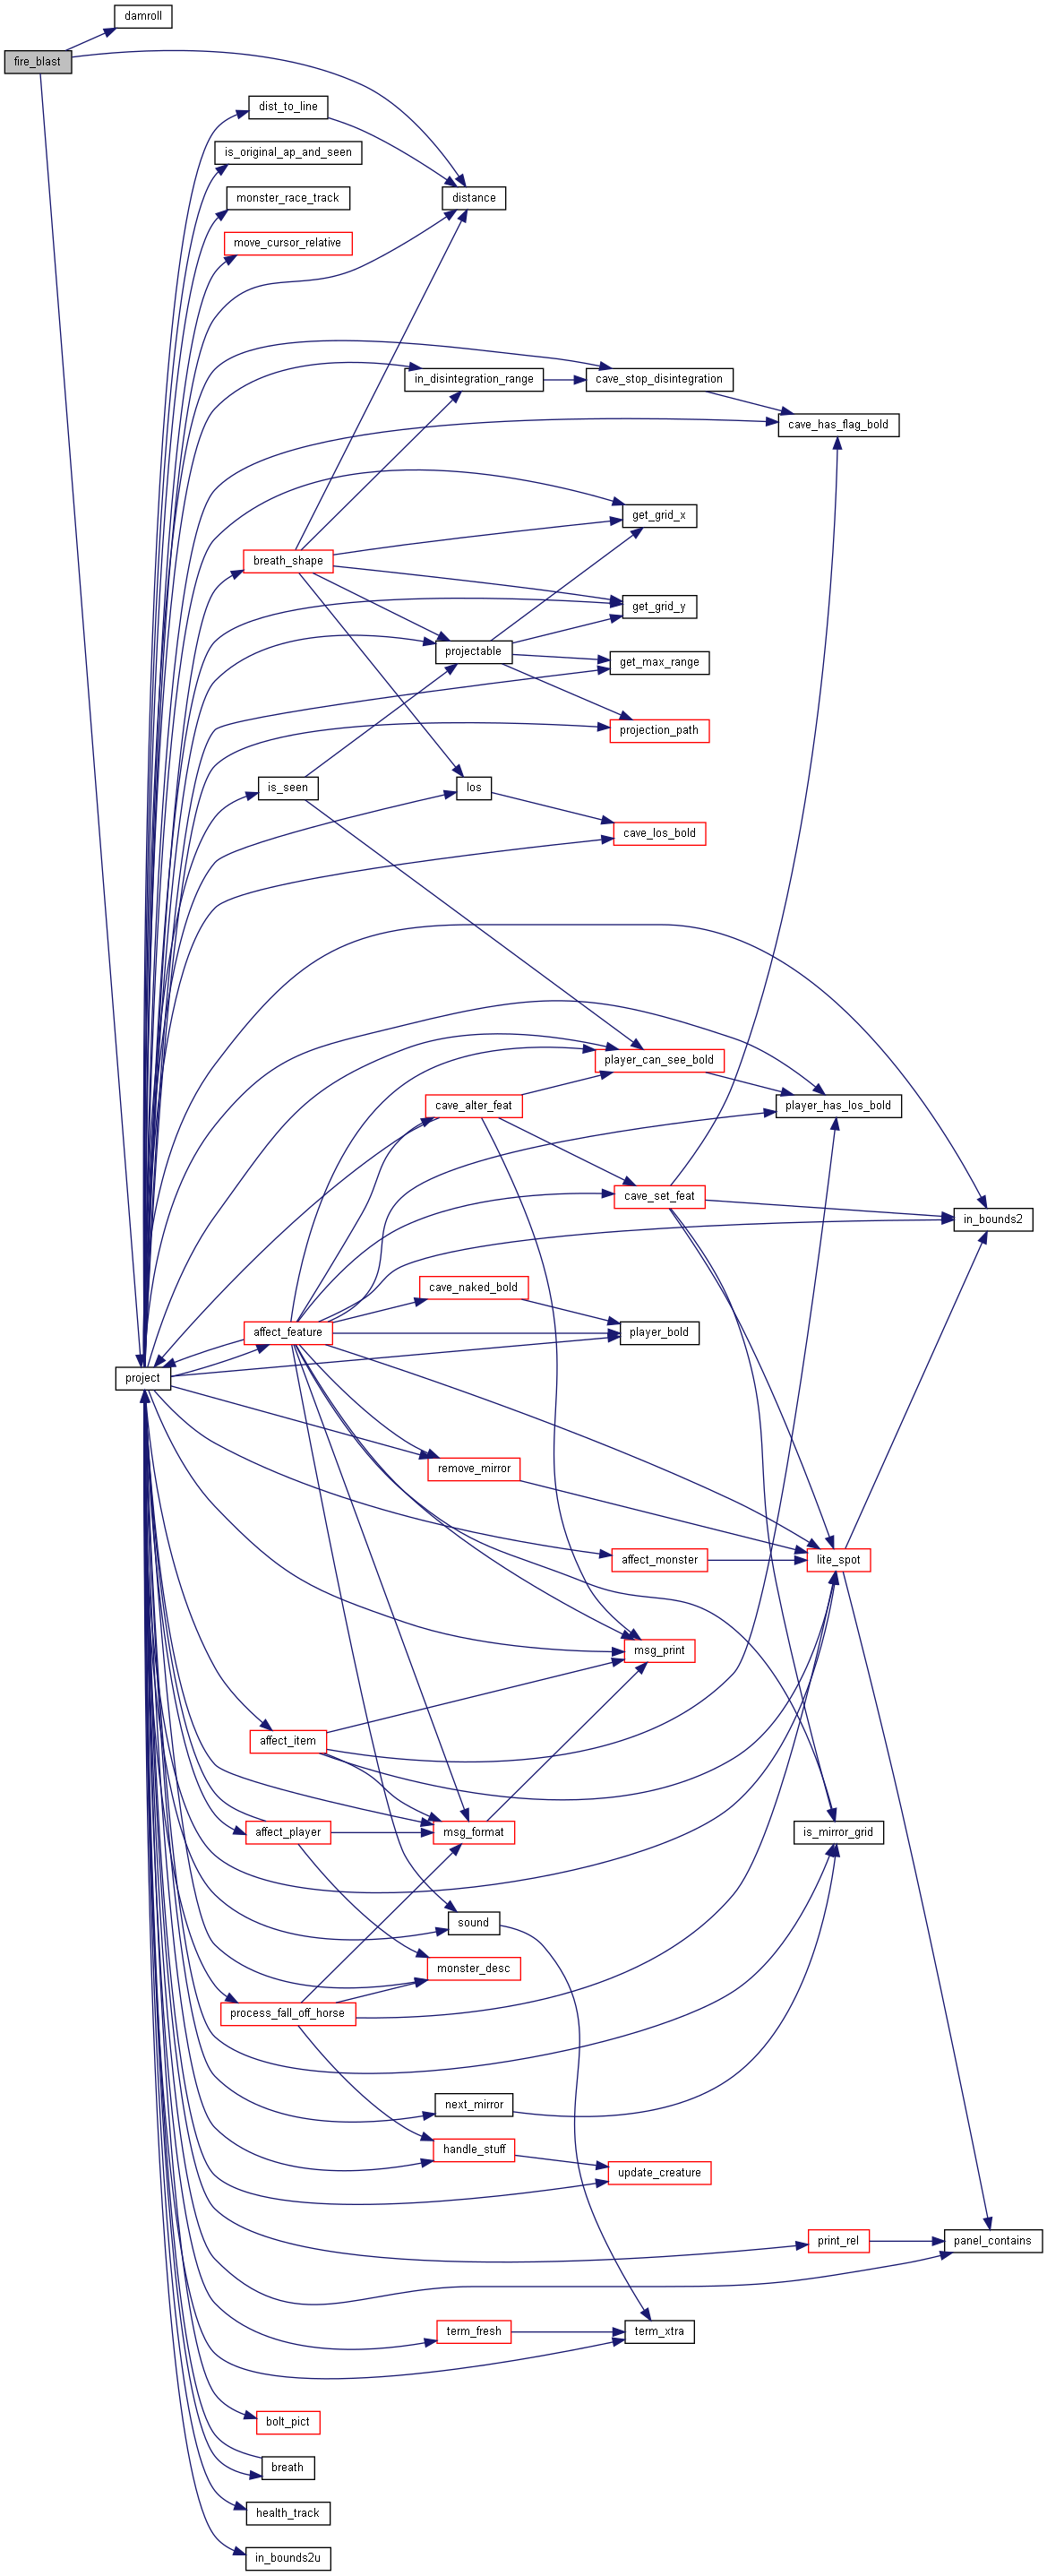 damroll
fire_blast
dist_to_line
is_original_ap_and_seen
monster_race_track
distance
move_cursor_relative
in_disintegration_range
cave_stop_disintegration
cave_has_flag_bold
get_grid_x
breath_shape
get_grid_y
projectable
get_max_range
projection_path
is_seen
los
cave_los_bold
player_can_see_bold
cave_alter_feat
player_has_los_bold
cave_set_feat
in_bounds2
cave_naked_bold
affect_feature
player_bold
project
remove_mirror
affect_monster
lite_spot
msg_print
affect_item
affect_player
msg_format
is_mirror_grid
sound
monster_desc
process_fall_off_horse
next_mirror
handle_stuff
update_creature
print_rel
panel_contains
term_fresh
term_xtra
bolt_pict
breath
health_track
in_bounds2u